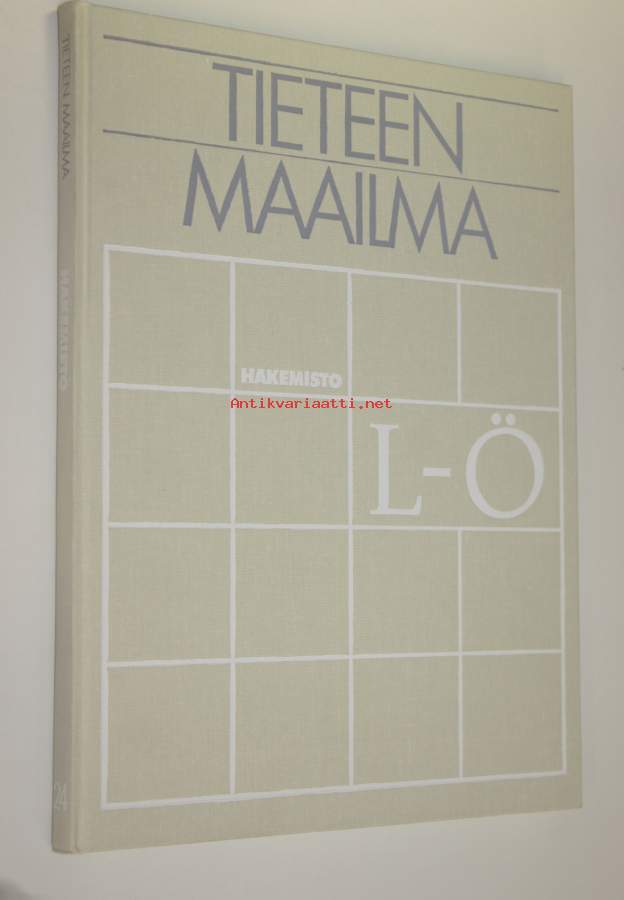 TIETEEN
MAAILMA
HAKEMISTO
Antikvariaatti.net
L-Ö
TIETEEN MAAILMA
HAKEMISTO
24